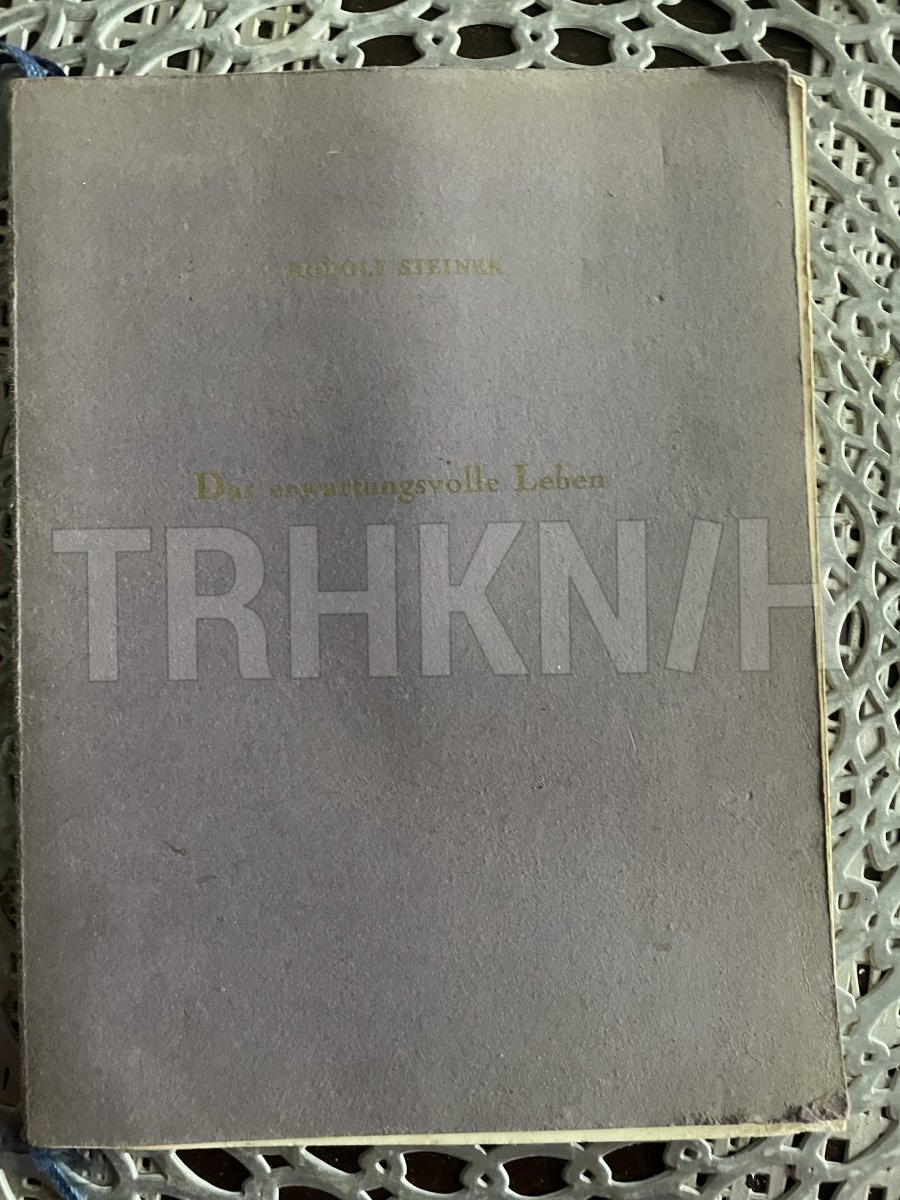 RUDOLF STEINER
Das erwartungsvolle Leben
TRHKN/H